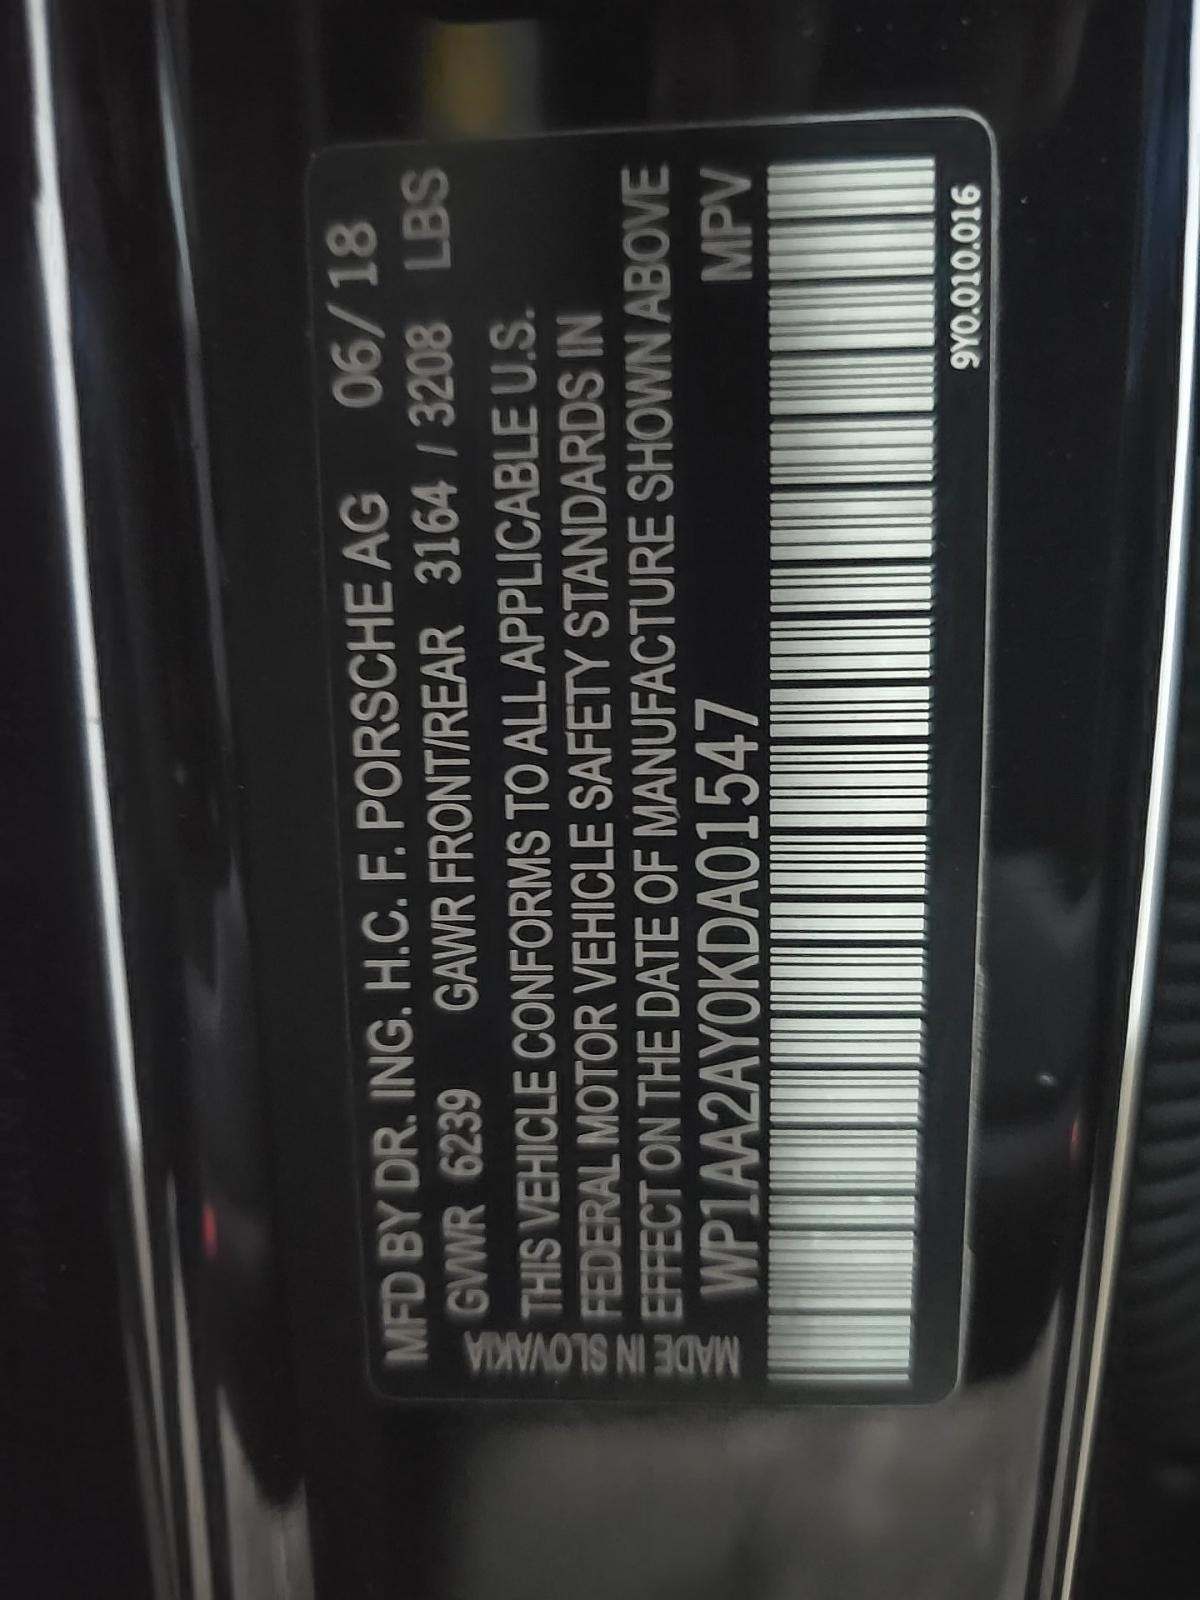 MFD BY DR. ING. H.C. F. PORSCHE AG 06/18
GVWR 6239 GAWR FRONT/REAR 3164 / 3208 LBS
THIS VEHICLE CONFORMS TO ALL APPLICABLE U.S.
FEDERAL MOTOR VEHICLE SAFETY STANDARDS IN
EFFECT ON THE DATE OF MANUFACTURE SHOWN ABOVE
WP1AA2AY0KDA01547 MPV
MADE IN SLOVAKIA
9Y0.010.016